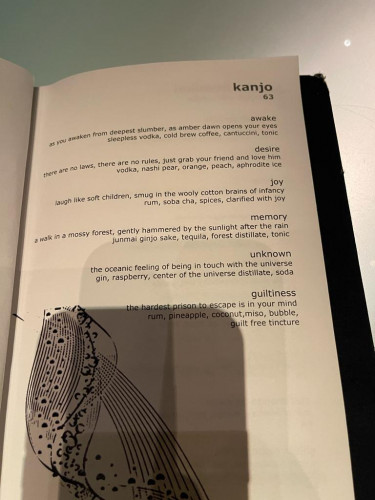 kanjo
63
awake
as you awaken from deepest slumber, as amber dawn opens your eyes
sleepless vodka, cold brew coffee, cantuccini, tonic
desire
there are no laws, there are no rules, just grab your friend and love him
vodka, nashi pear, orange, peach, aphrodite ice
joy
laugh like soft children, smug in the wooly cotton brains of infancy
rum, soba cha, spices, clarified with joy
memory
a walk in a mossy forest, gently hammered by the sunlight after the rain
junmai ginjo sake, tequila, forest distillate, tonic
unknown
the oceanic feeling of being in touch with the universe
gin, raspberry, center of the universe distillate, soda
guiltiness
the hardest prison to escape is in your mind
rum, pineapple, coconut,miso, bubble,
guilt free tincture